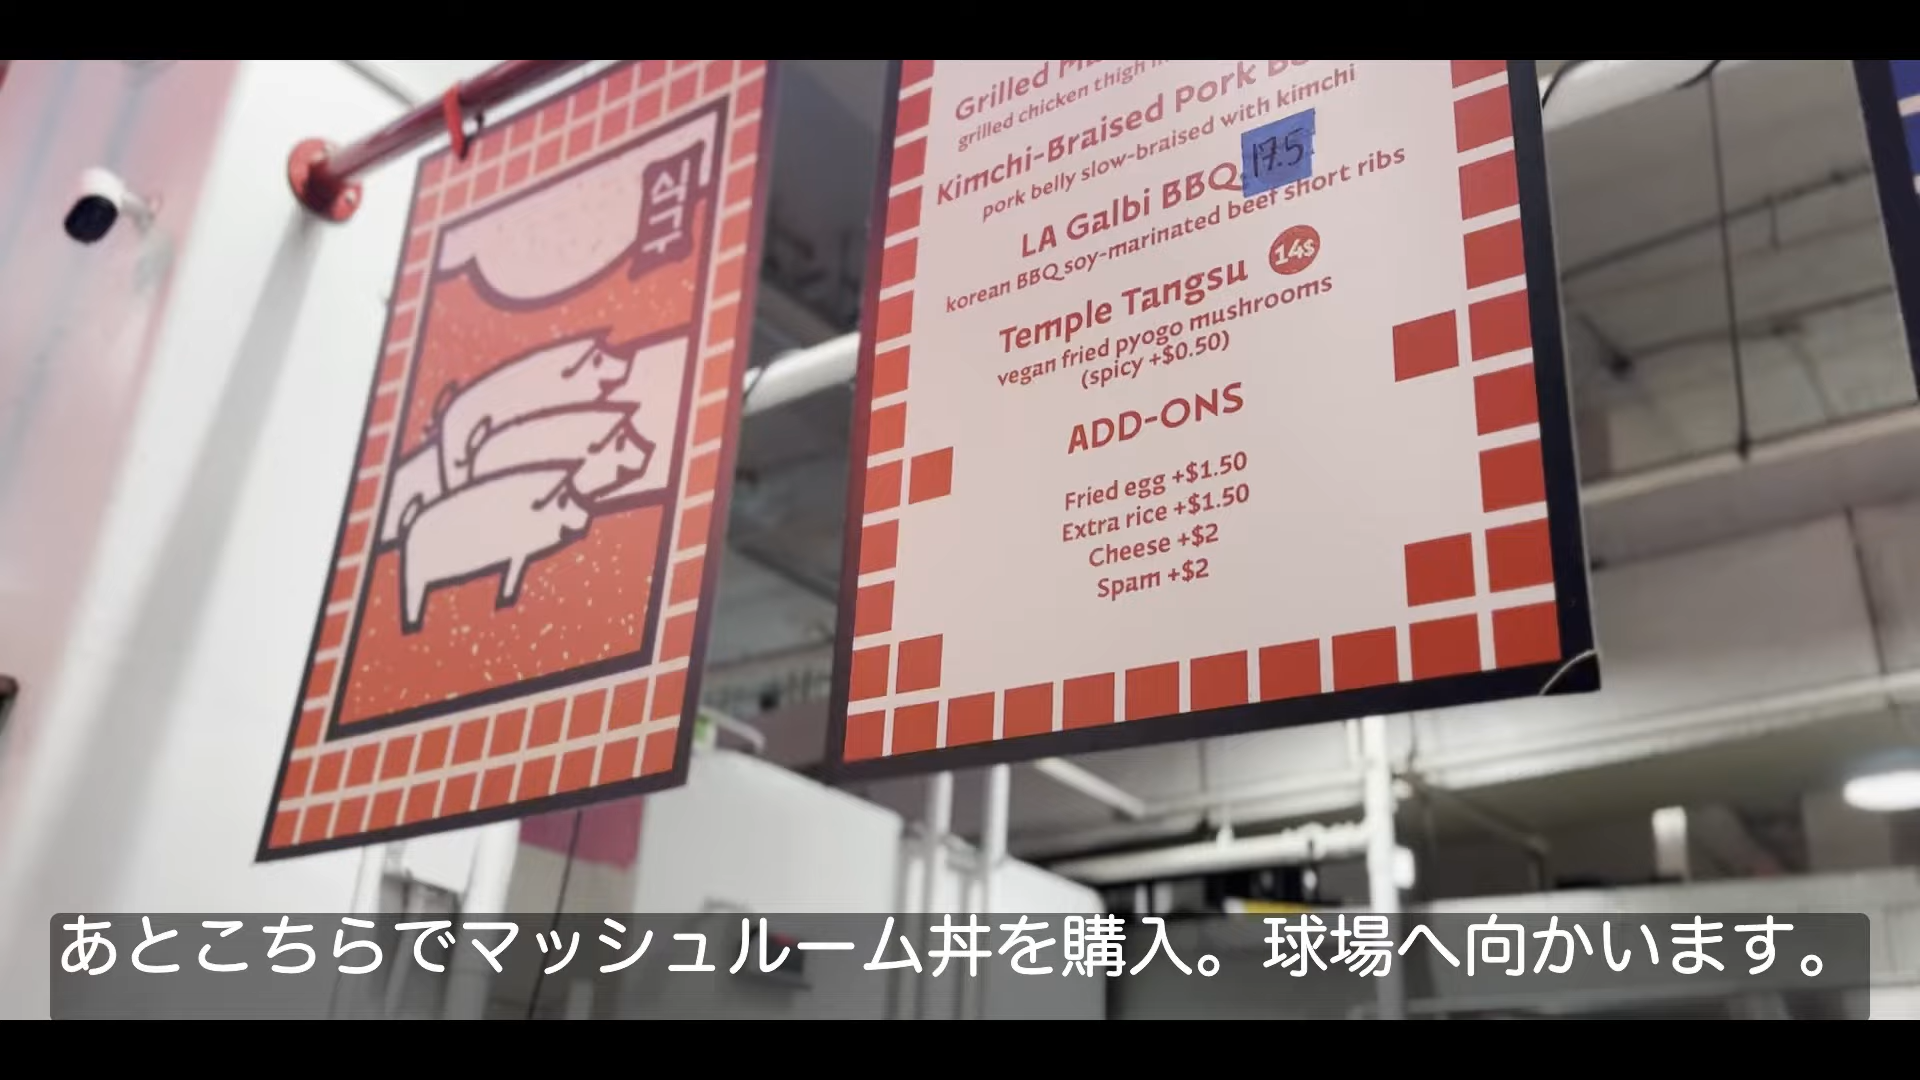 식구
Grilled
grilled chicken thigh
Kimchi-Braised Pork
pork belly slow-braised with kimchi
LA Galbi BBQ 17.5
korean BBQ soy-marinated beef short ribs
Temple Tangsu 14$
vegan fried pyogo mushrooms
(spicy +$0.50)
ADD-ONS
Fried egg +$1.50
Extra rice +$1.50
Cheese +$2
Spam +$2
あとこちらでマッシュルーム丼を購入。球場へ向かいます。